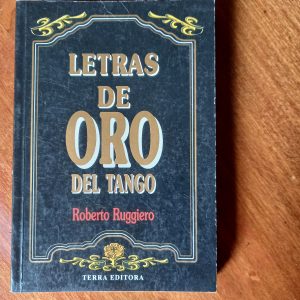 LETRAS
DE
ORO
DEL TANGO
Roberto Ruggiero
TERRA EDITORA